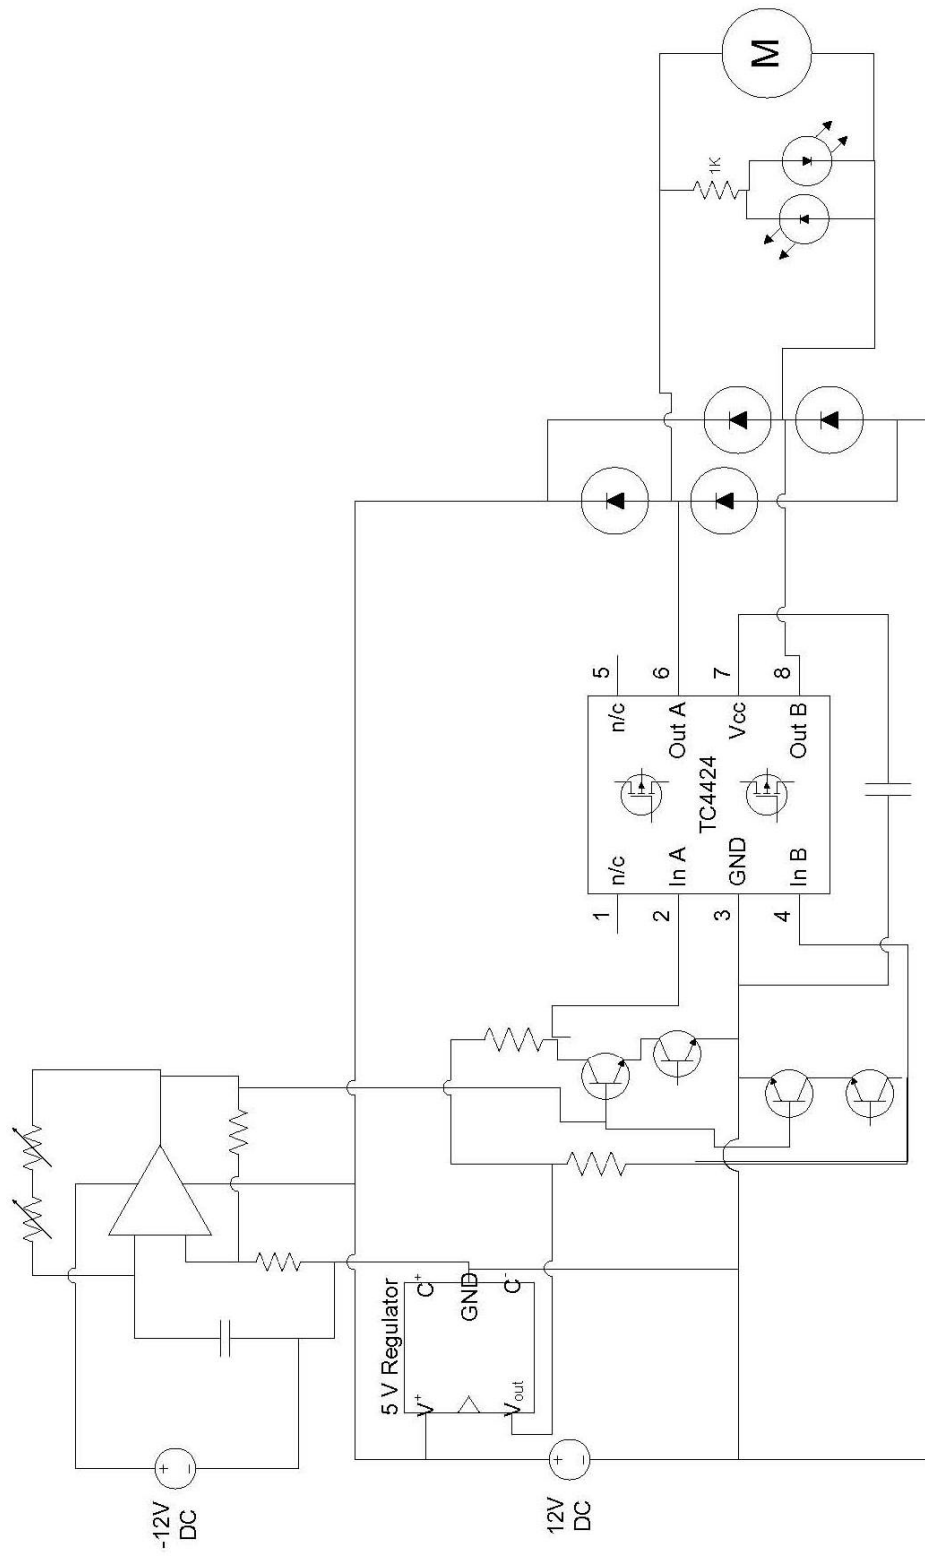 M
1K
5
6
7
8
n/c
Out A
Vcc
Out B
TC4424
n/c
In A
GND
In B
1
2
3
4
5 V Regulator
C+
GND
C-
V+
Vout
-12V
DC
+
-
12V
DC
+
-